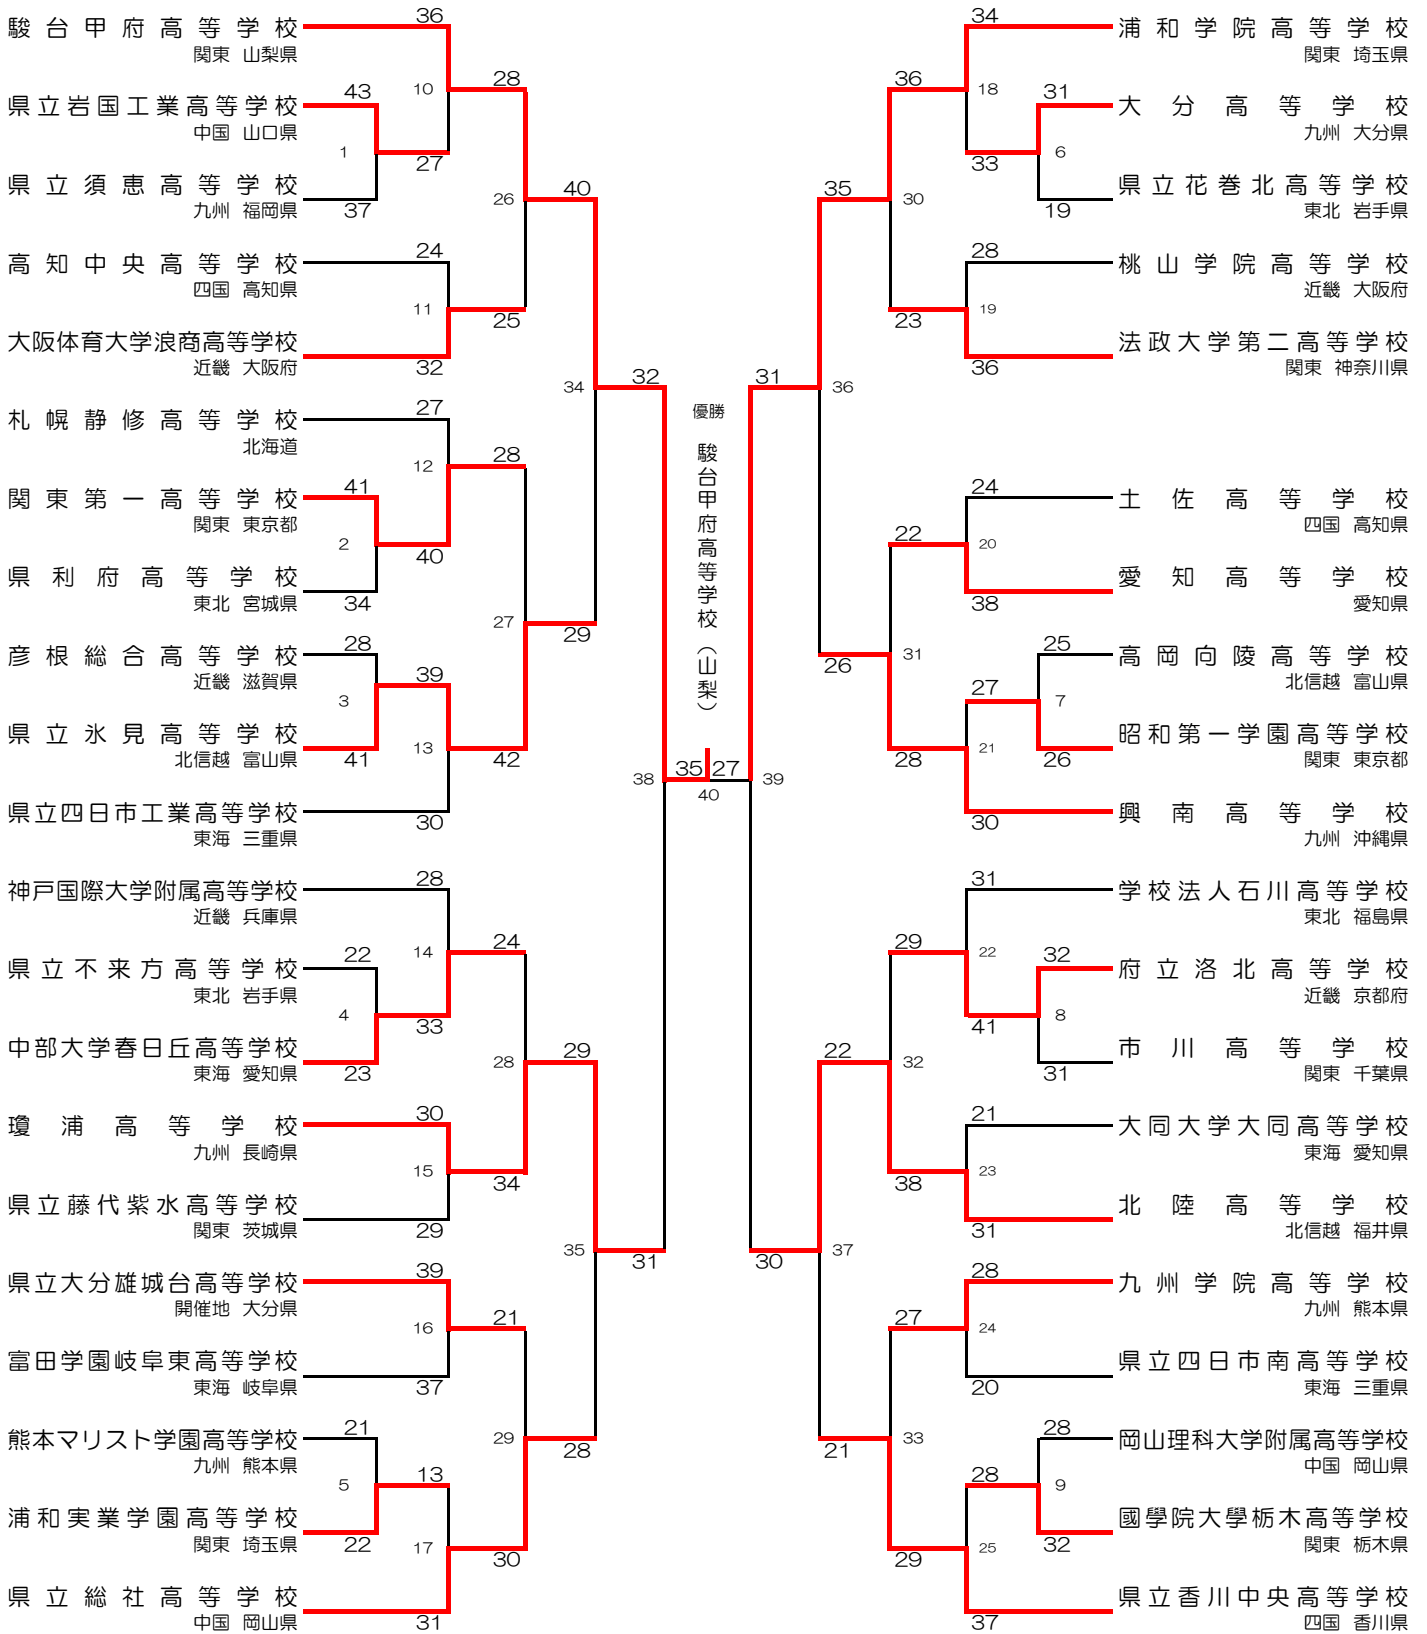 駿台甲府高等学校
関東 山梨県
県立岩国工業高等学校
中国 山口県
県立須恵高等学校
九州 福岡県
高知中央高等学校
四国 高知県
大阪体育大学浪商高等学校
近畿 大阪府
札幌静修高等学校
北海道
関東第一高等学校
関東 東京都
県利府高等学校
東北 宮城県
彦根総合高等学校
近畿 滋賀県
県立氷見高等学校
北信越 富山県
県立四日市工業高等学校
東海 三重県
神戸国際大学附属高等学校
近畿 兵庫県
県立不来方高等学校
東北 岩手県
中部大学春日丘高等学校
東海 愛知県
瓊浦高等学校
九州 長崎県
県立藤代紫水高等学校
関東 茨城県
県立大分雄城台高等学校
開催地 大分県
富田学園岐阜東高等学校
東海 岐阜県
熊本マリスト学園高等学校
九州 熊本県
浦和実業学園高等学校
関東 埼玉県
県立総社高等学校
中国 岡山県
43
1
37
41
2
34
28
3
41
22
4
23
21
5
22
36
10
27
24
11
32
27
12
40
39
13
30
28
14
33
30
15
29
39
16
37
13
17
31
28
26
25
28
27
42
24
28
34
21
29
30
40
34
29
29
35
28
32
38
31
優勝
駿台甲府高等学校（山梨）
35 27
40
31
39
30
35
36
26
22
37
21
36
30
23
22
31
28
29
32
38
27
33
29
34
18
33
28
19
36
24
20
38
27
21
30
31
22
41
21
23
31
28
24
20
28
25
37
31
6
19
25
7
26
32
8
31
28
9
32
浦和学院高等学校
関東 埼玉県
大分高等学校
九州 大分県
県立花巻北高等学校
東北 岩手県
桃山学院高等学校
近畿 大阪府
法政大学第二高等学校
関東 神奈川県
土佐高等学校
四国 高知県
愛知高等学校
愛知県
高岡向陵高等学校
北信越 富山県
昭和第一学園高等学校
関東 東京都
興南高等学校
九州 沖縄県
学校法人石川高等学校
東北 福島県
府立洛北高等学校
近畿 京都府
市川高等学校
関東 千葉県
大同大学大同高等学校
東海 愛知県
北陸高等学校
北信越 福井県
九州学院高等学校
九州 熊本県
県立四日市南高等学校
東海 三重県
岡山理科大学附属高等学校
中国 岡山県
國學院大學栃木高等学校
関東 栃木県
県立香川中央高等学校
四国 香川県